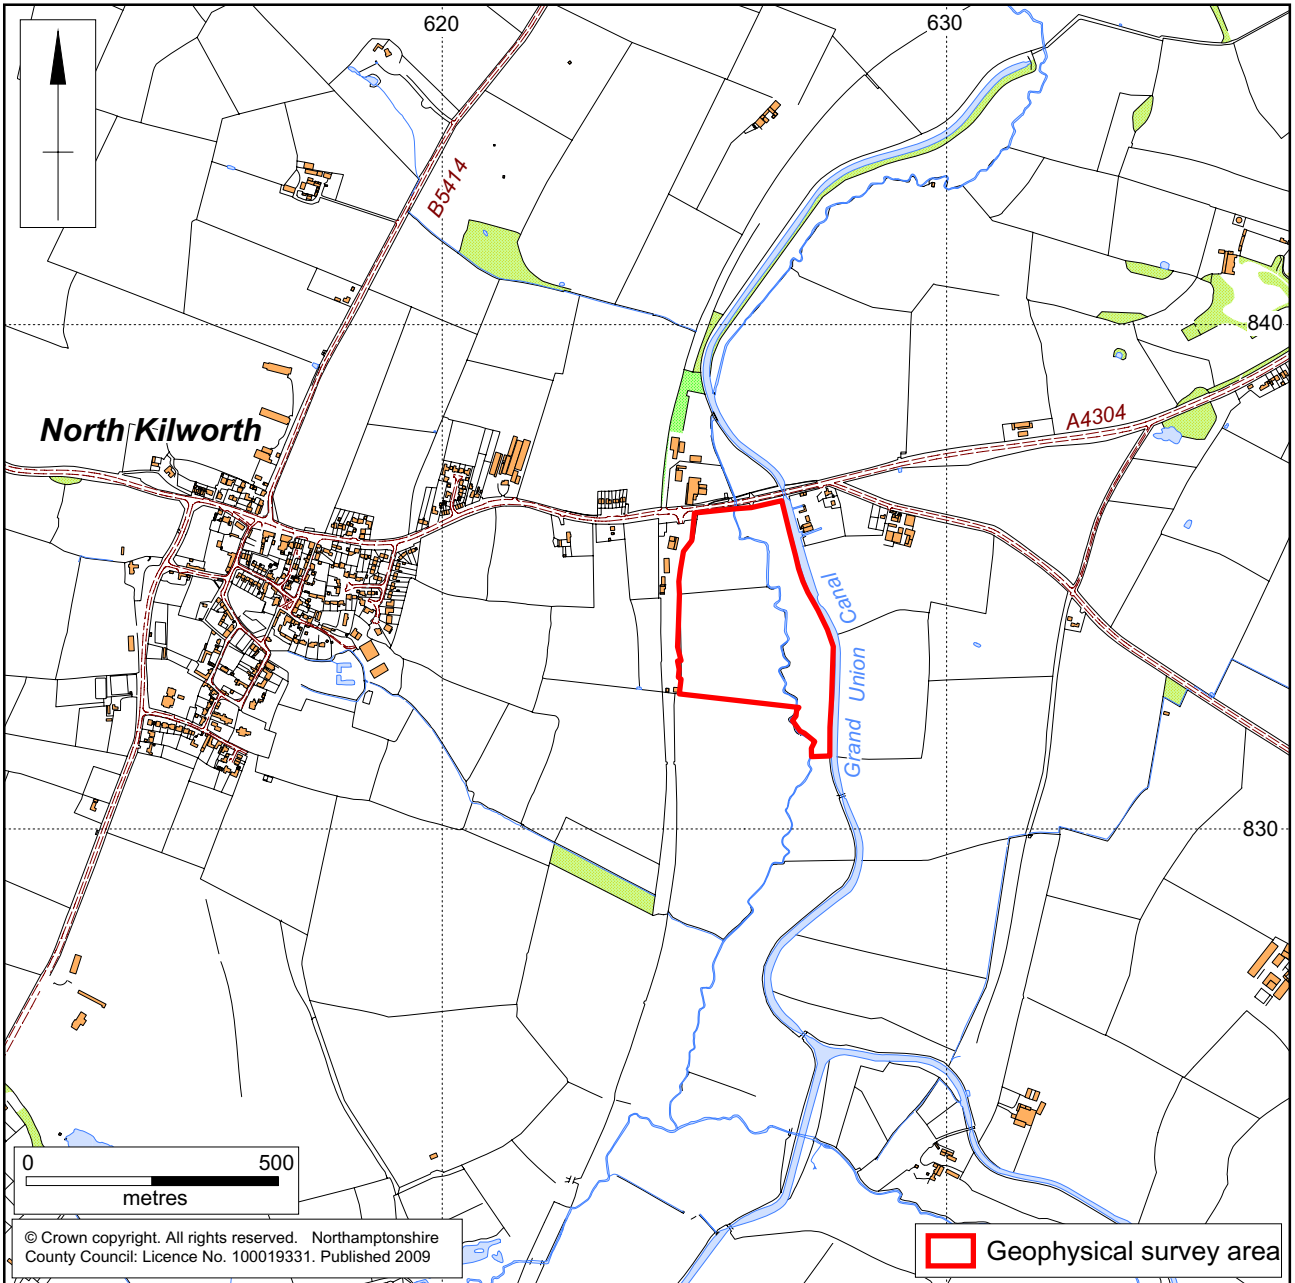 620
630
B5414
840
North Kilworth
A4304
Grand Union Canal
830
0 500
metres
© Crown copyright. All rights reserved. Northamptonshire
County Council: Licence No. 100019331. Published 2009
Geophysical survey area